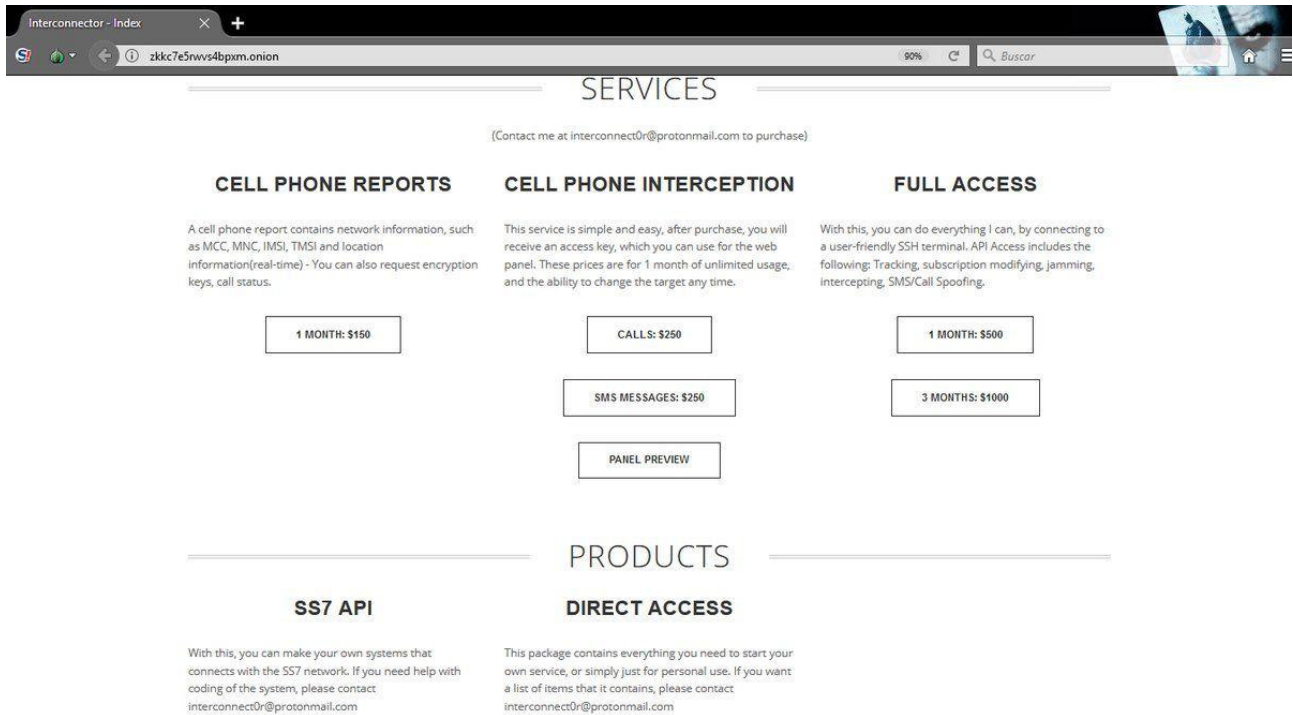 Interconnector - Index
zkkc7e5rwvs4bpxm.onion
90%
Buscar
SERVICES
{Contact me at interconnect0r@protonmail.com to purchase}
CELL PHONE REPORTS
A cell phone report contains network information, such
as MCC, MNC, IMSI, TMSI and location
information(real-time) - You can also request encryption
keys, call status.
1 MONTH: $150
CELL PHONE INTERCEPTION
This service is simple and easy, after purchase, you will
receive an access key, which you can use for the web
panel. These prices are for 1 month of unlimited usage,
and the ability to change the target any time.
CALLS: $250
SMS MESSAGES: $250
PANEL PREVIEW
FULL ACCESS
With this, you can do everything I can, by connecting to
a user-friendly SSH terminal. API Access includes the
following: Tracking, subscription modifying, jamming,
intercepting, SMS/Call Spoofing.
1 MONTH: $500
3 MONTHS: $1000
PRODUCTS
SS7 API
With this, you can make your own systems that
connects with the SS7 network. If you need help with
coding of the system, please contact
interconnect0r@protonmail.com
DIRECT ACCESS
This package contains everything you need to start your
own service, or simply just for personal use. If you want
a list of items that it contains, please contact
interconnect0r@protonmail.com